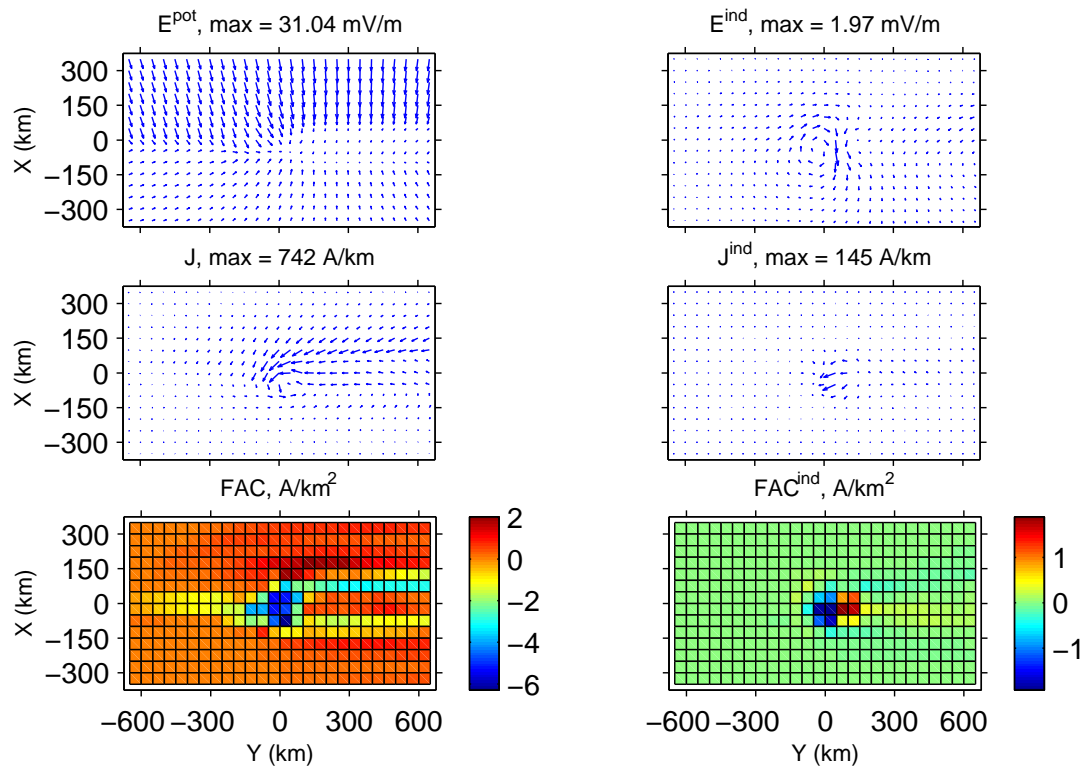 E^pot, max = 31.04 mV/m
E^ind, max = 1.97 mV/m
300
150
0
−150
−300
X (km)
X (km)
J, max = 742 A/km
J^ind, max = 145 A/km
300
150
0
−150
−300
X (km)
X (km)
FAC, A/km²
FAC^ind, A/km²
300
150
0
−150
−300
X (km)
2
0
−2
−4
−6
X (km)
1
0
−1
−600 −300 0 300 600
−600 −300 0 300 600
Y (km)
Y (km)
300
150
0
−150
−300
300
150
0
−150
−300
300
150
0
−150
−300